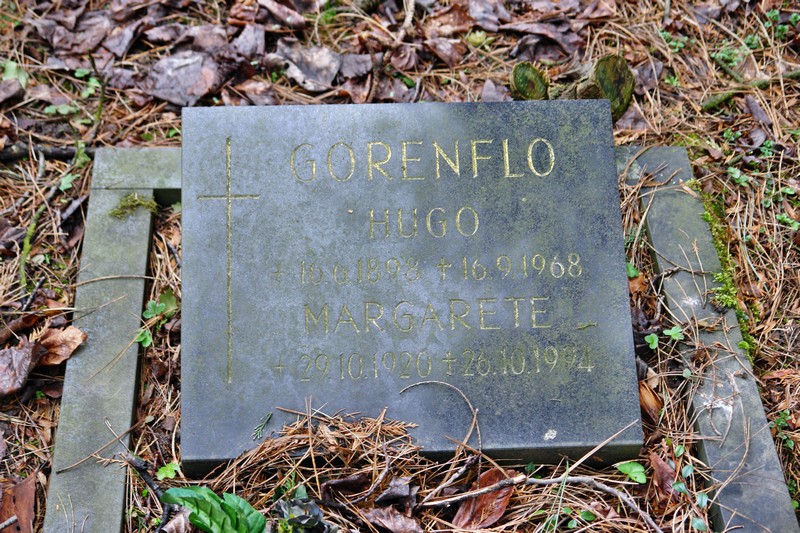 GORENFLO
HUGO
* 16.6.1898 + 16.9.1968
MARGARETE
* 29.10.1920 + 26.10.1994